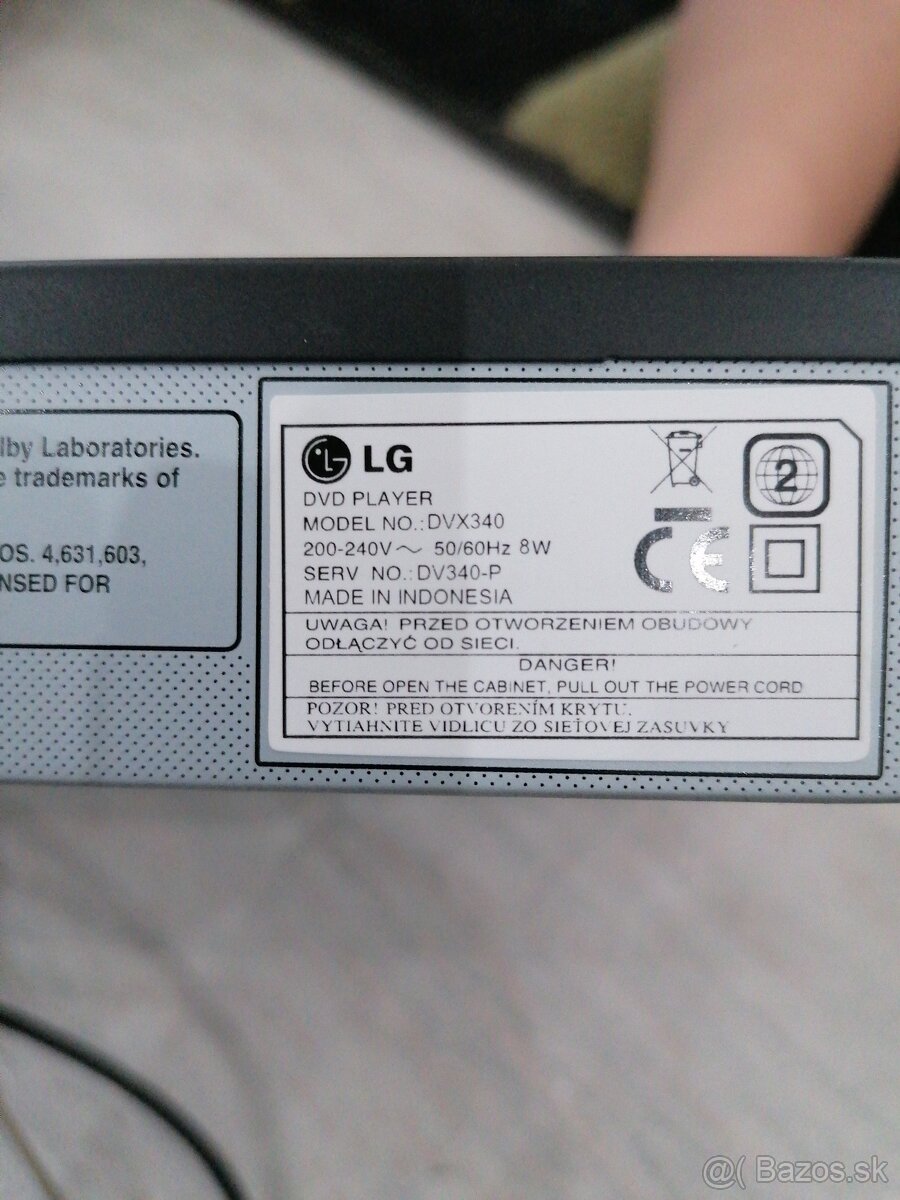 lby Laboratories.
e trademarks of
OS. 4,631,603,
NSED FOR
LG
DVD PLAYER
MODEL NO.:DVX340
200-240V～ 50/60Hz 8W
SERV NO.:DV340-P
MADE IN INDONESIA
2
CE
UWAGA! PRZED OTWORZENIEM OBUDOWY
ODŁĄCZYĆ OD SIECI.
DANGER!
BEFORE OPEN THE CABINET, PULL OUT THE POWER CORD
POZOR! PRED OTVORENÍM KRYTU.
VYTIAHNITE VIDLICU ZO SIEŤOVEJ ZASUVKY
@( Bazos.sk